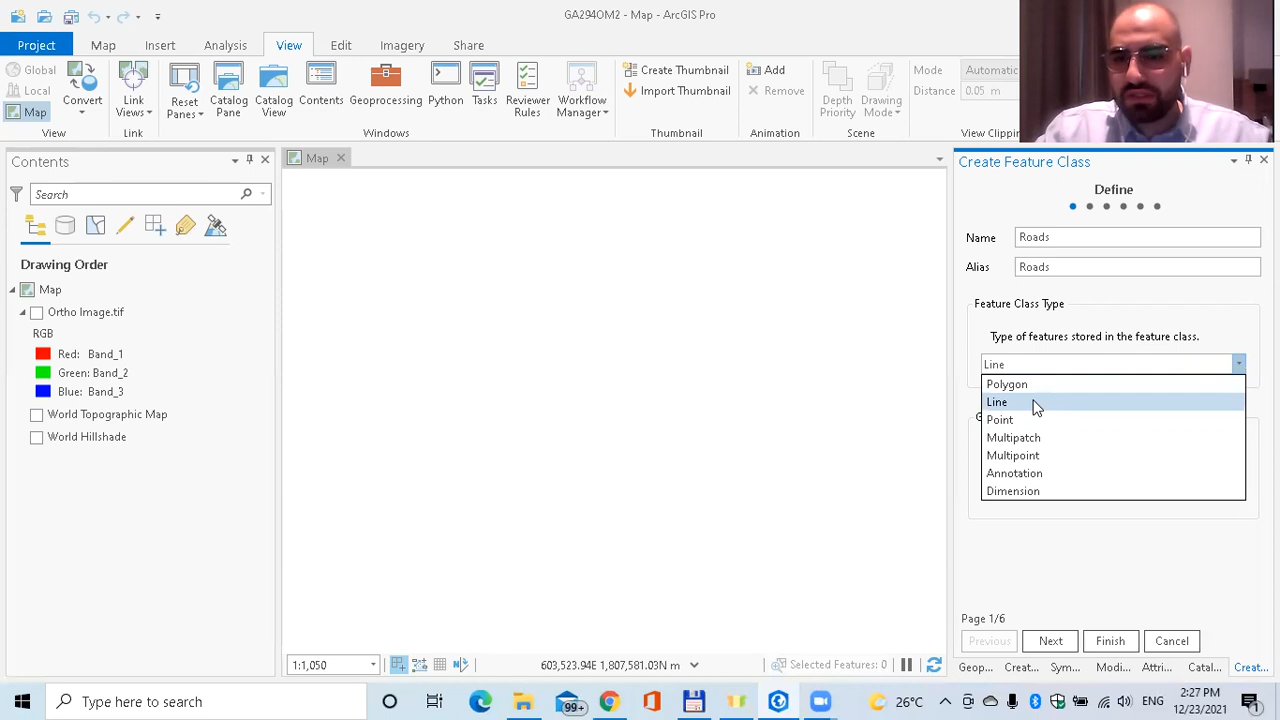 GA294OM2 - Map - ArcGIS Pro
Project Map Insert Analysis View Edit Imagery Share
Global
Local
Map
View
Convert
Link Views
Link
Reset Panes
Catalog Pane
Catalog View
Contents
Geoprocessing
Python
Tasks
Reviewer Rules
Workflow Manager
Windows
Create Thumbnail
Import Thumbnail
Thumbnail
Add
Remove
Animation
Depth Priority
Drawing Mode
Scene
Mode Automatic
Distance 0.05 m
View Clipping
Contents
Search
Drawing Order
Map
Ortho Image.tif
RGB
Red: Band_1
Green: Band_2
Blue: Band_3
World Topographic Map
World Hillshade
Map
1:1,050
603,523.94E 1,807,581.03N m
Selected Features: 0
Create Feature Class
Define
Name Roads
Alias Roads
Feature Class Type
Type of features stored in the feature class.
Line
Polygon
Line
Point
Multipatch
Multipoint
Annotation
Dimension
Page 1/6
Previous Next Finish Cancel
Geop... Creat... Sym... Modi... Attri... Catal... Creat...
Type here to search
99+
26°C
ENG
2:27 PM
12/23/2021
1